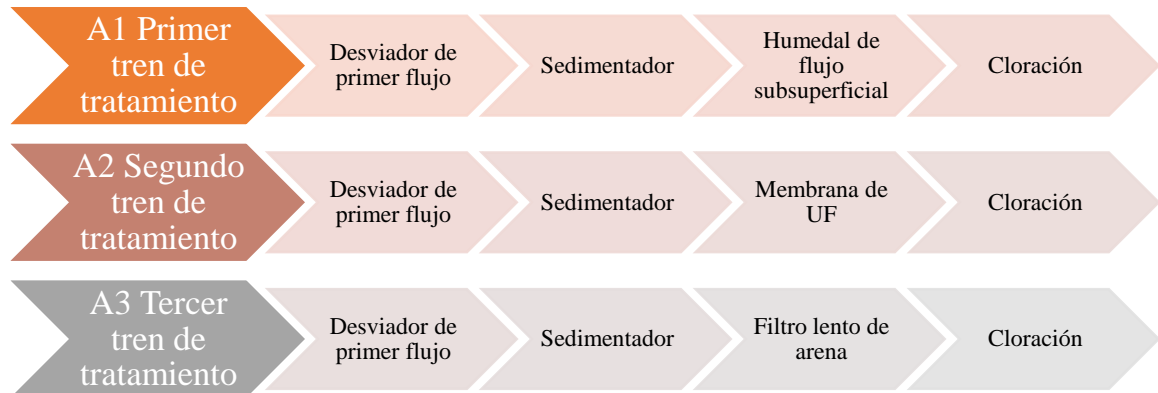 A1 Primer
tren de
tratamiento
Desviador de
primer flujo
Sedimentador
Humedal de
flujo
subsuperficial
Cloración
A2 Segundo
tren de
tratamiento
Desviador de
primer flujo
Sedimentador
Membrana de
UF
Cloración
A3 Tercer
tren de
tratamiento
Desviador de
primer flujo
Sedimentador
Filtro lento de
arena
Cloración